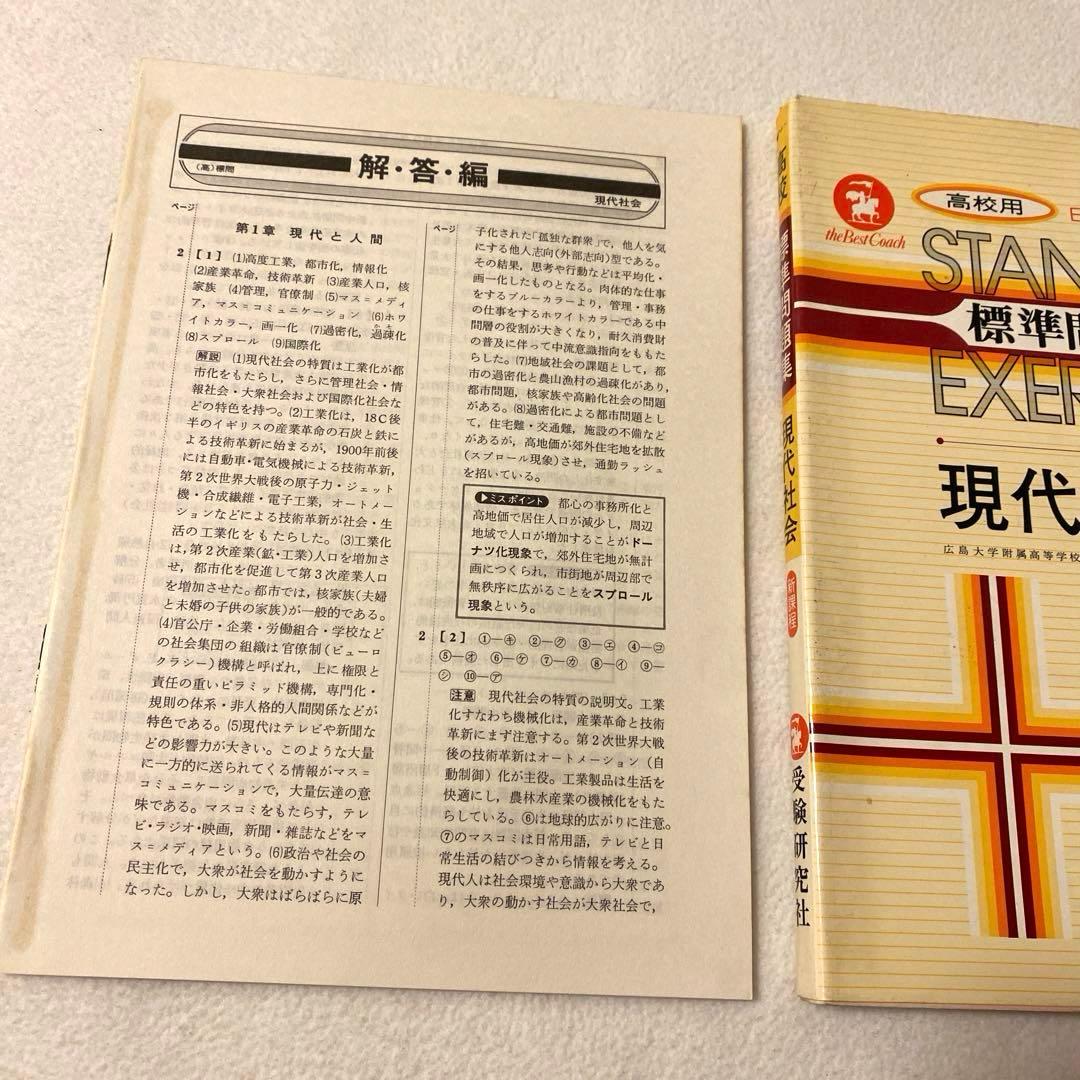 解・答・編
(高)標問
現代社会
ページ
第1章 現代と人間
2 [1] (1)高度工業, 都市化, 情報化
(2)産業革命, 技術革新 (3)産業人口, 核
家族 (4)管理, 官僚制 (5)マス=メディ
ア, マス=コミュニケーション (6)ホワ
イトカラー, 画一化 (7)過密化, 過疎化
(8)スプロール (9)国際化
解説 (1)現代社会の特質は工業化が都
市化をもたらし, さらに管理社会・情
報社会・大衆社会および国際化社会な
どの特色を持つ。(2)工業化は, 18C後
半のイギリスの産業革命の石炭と鉄に
よる技術革新に始まるが, 1900年前後
には自動車・電気機械による技術革新,
第2次世界大戦後の原子力・ジェット
機・合成繊維・電子工業, オートメー
ションなどによる技術革新が社会・生
活の工業化をもたらした。(3)工業化
は, 第2次産業(鉱・工業)人口を増加さ
せ, 都市化を促進して第3次産業人口
を増加させた。都市では, 核家族(夫婦
と未婚の子供の家族)が一般的である。
(4)官公庁・企業・労働組合・学校など
の社会集団の組織は官僚制(ビューロ
クラシー)機構と呼ばれ, 上に権限と
責任の重いピラミッド機構, 専門化・
規則の体系・非人格的人間関係などが
特色である。(5)現代はテレビや新聞な
どの影響力が大きい。このような大量
に一方的に送られてくる情報がマス=
コミュニケーションで, 大量伝達の意
味である。マスコミをもたらす, テレ
ビ・ラジオ・映画, 新聞・雑誌などをマ
ス=メディアという。(6)政治や社会の
民主化で, 大衆が社会を動かすように
なった。しかし, 大衆はばらばらに原
ページ
子化された「孤独な群衆」で, 他人を気
にする他人志向(外部志向)型である。
その結果, 思考や行動などは平均化・
画一化したものとなる。肉体的な仕事
をするブルーカラーより, 管理・事務
の仕事をするホワイトカラーである中
間層の役割が大きくなり, 耐久消費財
の普及に伴って中流意識指向をももた
らした。(7)地域社会の課題として, 都
市の過密化と農山漁村の過疎化があり,
都市問題, 核家族や高齢化社会の問題
がある。(8)過密化による都市問題とし
て, 住宅難・交通難, 施設の不備など
があるが, 高地価が郊外住宅地を拡散
(スプロール現象)させ, 通勤ラッシュ
を招いている。
▶ミスポイント 都心の事務所化と
高地価で居住人口が減少し, 周辺
地域で人口が増加することがドー
ナツ化現象で, 郊外住宅地が無計
画につくられ, 市街地が周辺部で
無秩序に広がることをスプロール
現象という。
2 [2] ①—㋖ ②—㋗ ③—㋓ ④—㋙
⑤—㋔ ⑥—㋘ ⑦—㋕ ⑧—㋑ ⑨—
㋛ ⑩—㋐
注意 現代社会の特質の説明文。工業
化すなわち機械化は, 産業革命と技術
革新にまず注意する。第2次世界大戦
後の技術革新はオートメーション(自
動制御)化が主役。工業製品は生活を
快適にし, 農林水産業の機械化をもた
らしている。⑥は地球的広がりに注意。
⑦のマスコミは日常用語, テレビと日
常生活の結びつきから情報を考える。
現代人は社会環境や意識から大衆であ
り, 大衆の動かす社会が大衆社会で,
高校
標準問題集
現代社会
新課程
受験研究社
the Best Coach
高校用
STAN
標準問
EXER
現代
広島大学附属高等学校